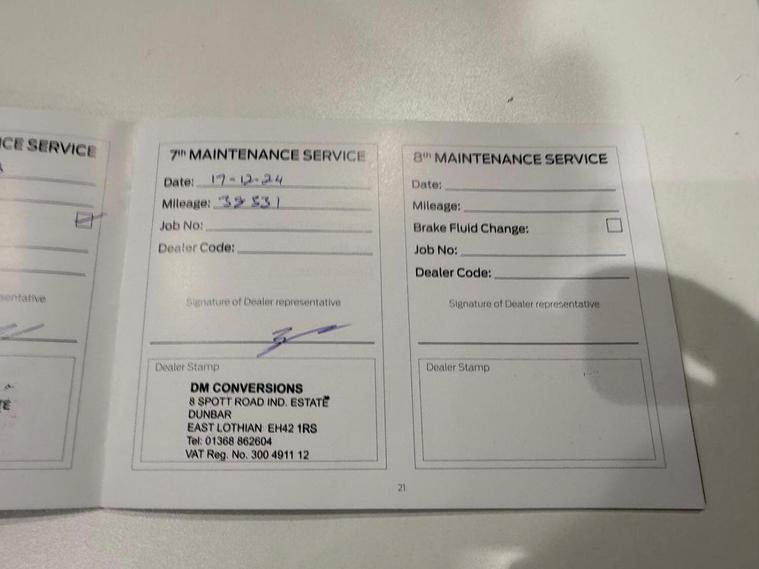 CE SERVICE
7th MAINTENANCE SERVICE
Date: 17-12-24
Mileage:
Job No:
Dealer Code:
Signature of Dealer representative
Dealer Stamp
DM CONVERSIONS
8 SPOTT ROAD IND. ESTATE
DUNBAR
EAST LOTHIAN EH42 1RS
Tel: 01368 862604
VAT Reg. No. 300 4911 12
8th MAINTENANCE SERVICE
Date:
Mileage:
Brake Fluid Change:
Job No:
Dealer Code:
Signature of Dealer representative
Dealer Stamp
sentative
TE
21